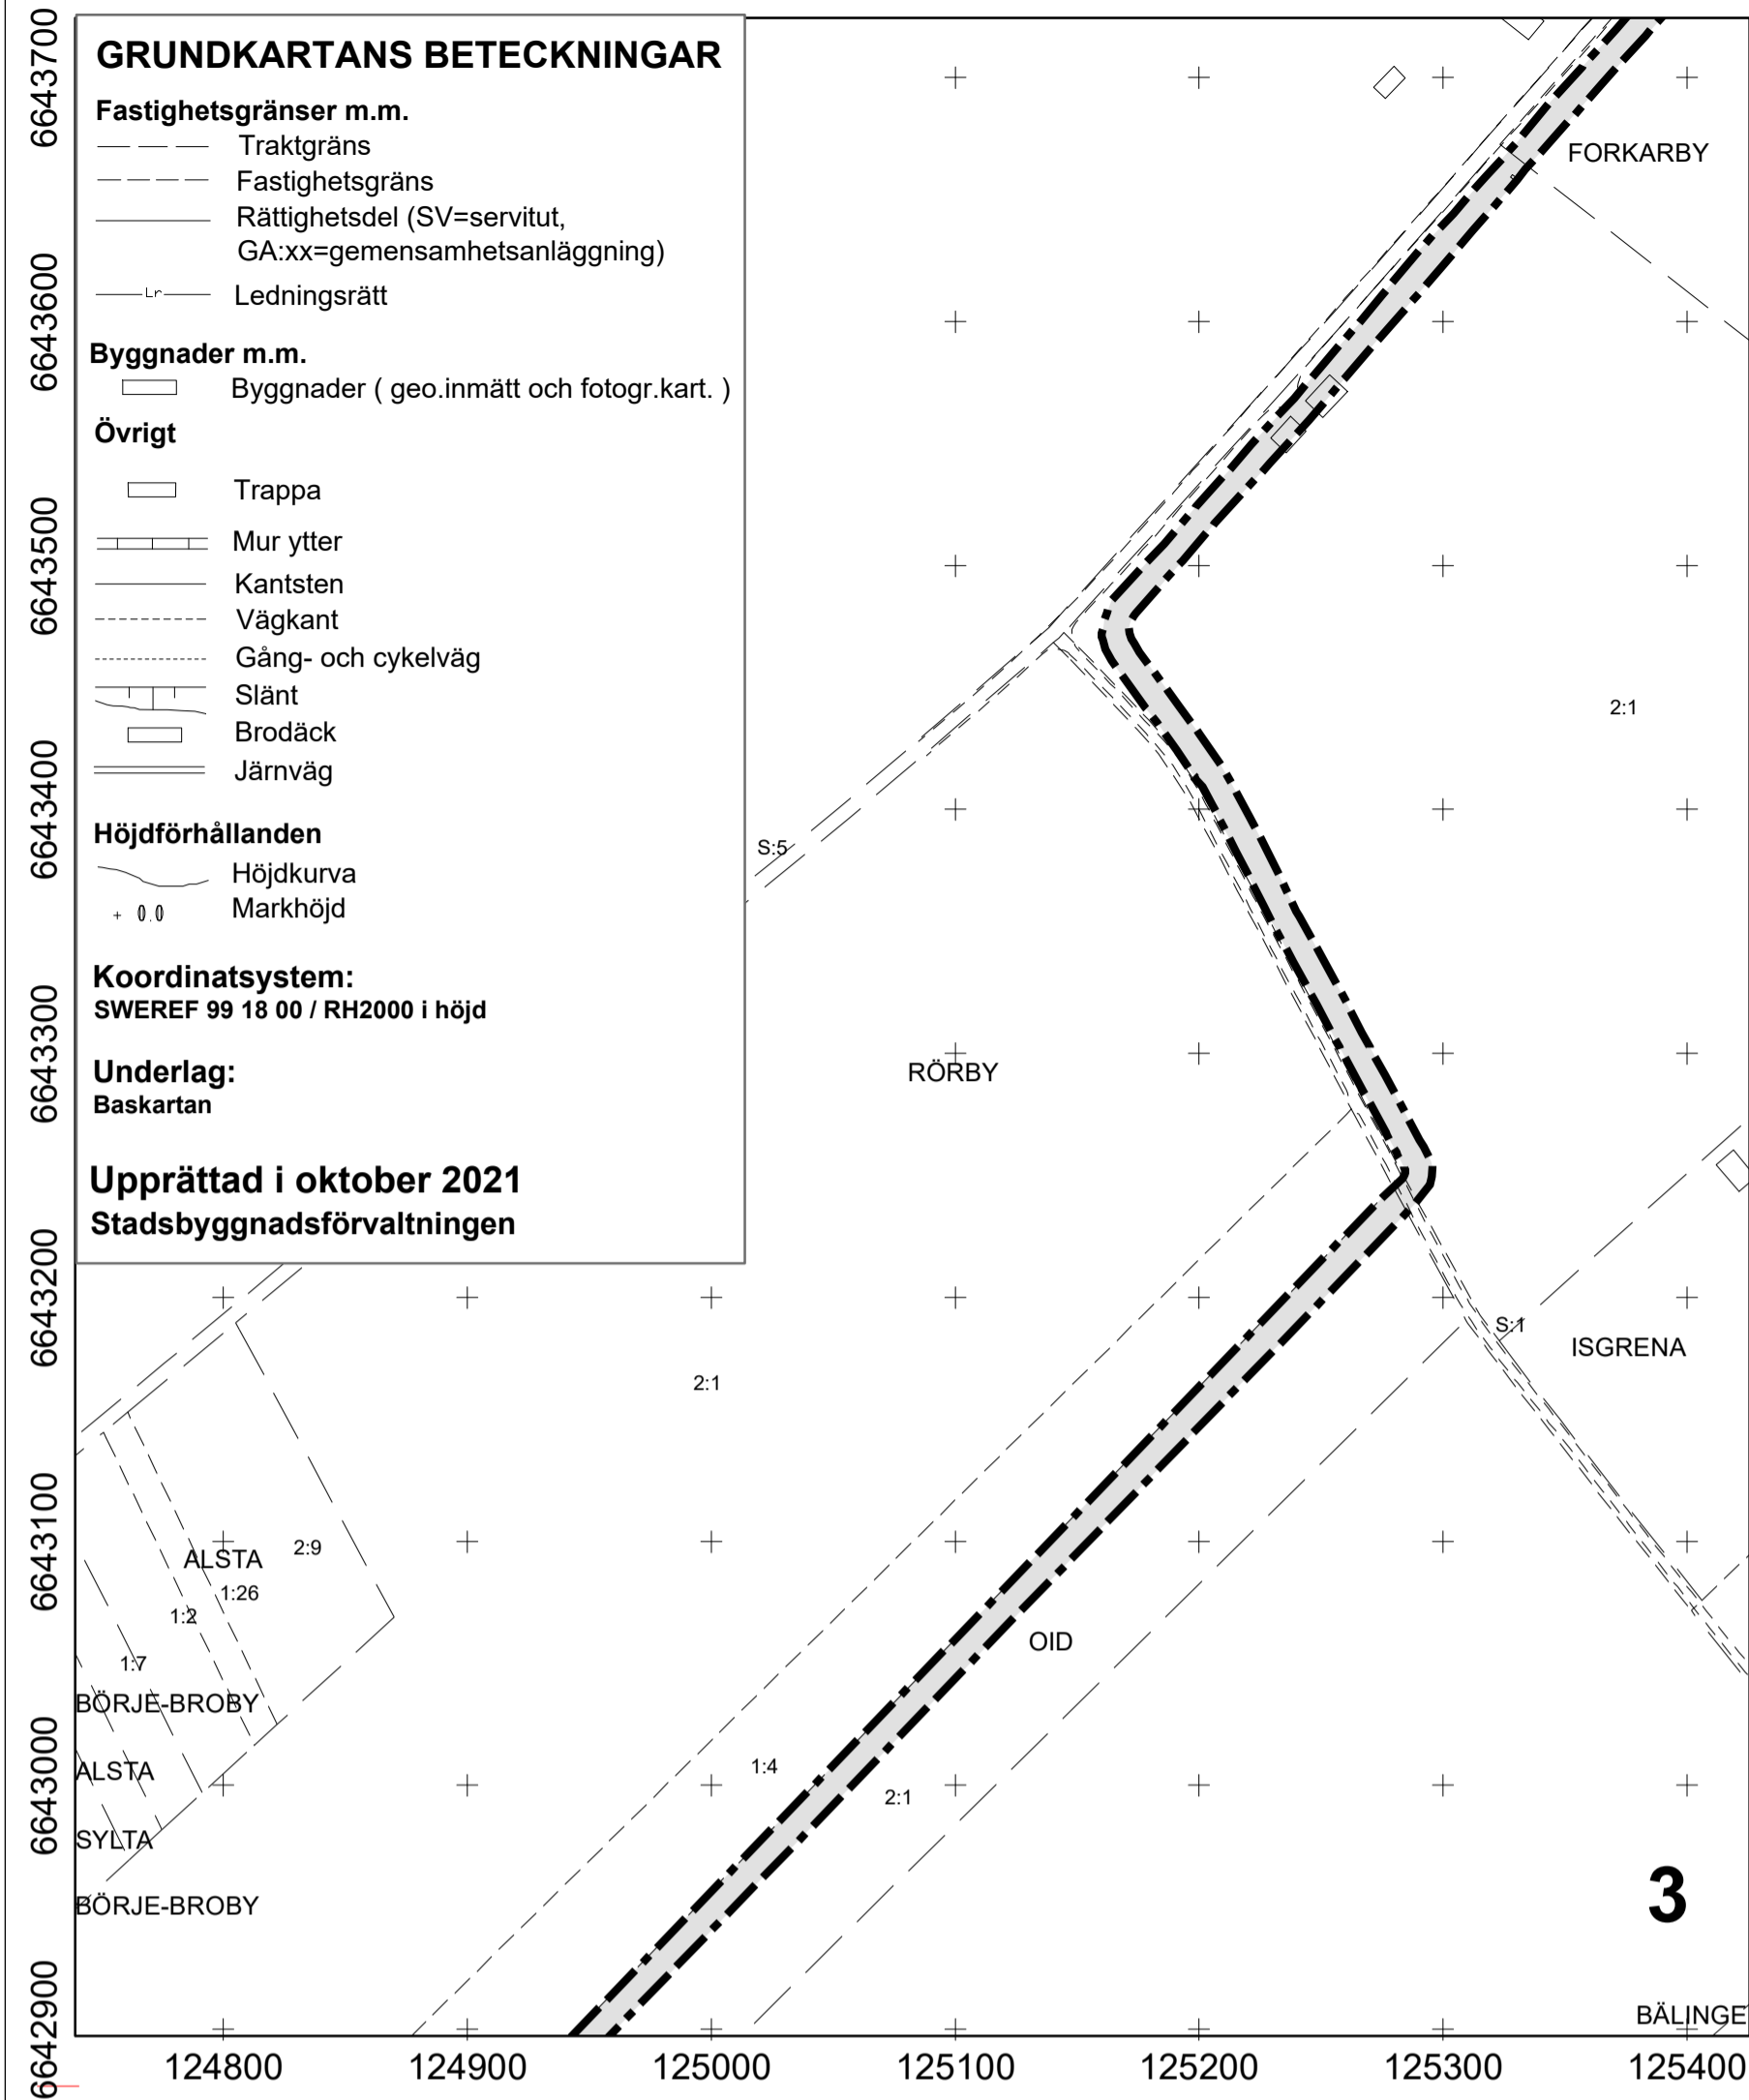 GRUNDKARTANS BETECKNINGAR
Fastighetsgränser m.m.
Traktgräns
Fastighetsgräns
Rättighetsdel (SV=servitut,
GA:xx=gemensamhetsanläggning)
Lr
Ledningsrätt
Byggnader m.m.
Byggnader ( geo.inmätt och fotogr.kart. )
Övrigt
Trappa
Mur ytter
Kantsten
Vägkant
Gång- och cykelväg
Slänt
Brodäck
Järnväg
Höjdförhållanden
Höjdkurva
+ 0.0 Markhöjd
Koordinatsystem:
SWEREF 99 18 00 / RH2000 i höjd
Underlag:
Baskartan
Upprättad i oktober 2021
Stadsbyggnadsförvaltningen
6643700
6643600
6643500
6643400
6643300
6643200
6643100
6643000
6642900
FORKARBY
2:1
S:5
RÖRBY
S:1
ISGRENA
2:1
ALSTA
2:9
1:26
1:2
1:7
OID
BÖRJE-BROBY
ALSTA
1:4
2:1
SYLTA
BÖRJE-BROBY
3
BÄLINGE
124800
124900
125000
125100
125200
125300
125400